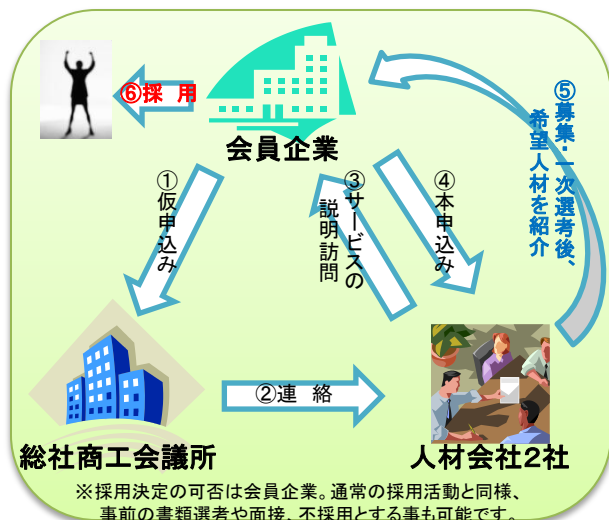 ⑥採 用
会員企業
①仮申込み
③サービスの
説明訪問
④本申込み
⑤募集・一次選考後、
希望人材を紹介
②連 絡
総社商工会議所
人材会社2社
※採用決定の可否は会員企業。通常の採用活動と同様、
事前の書類選考や面接、不採用とする事も可能です。